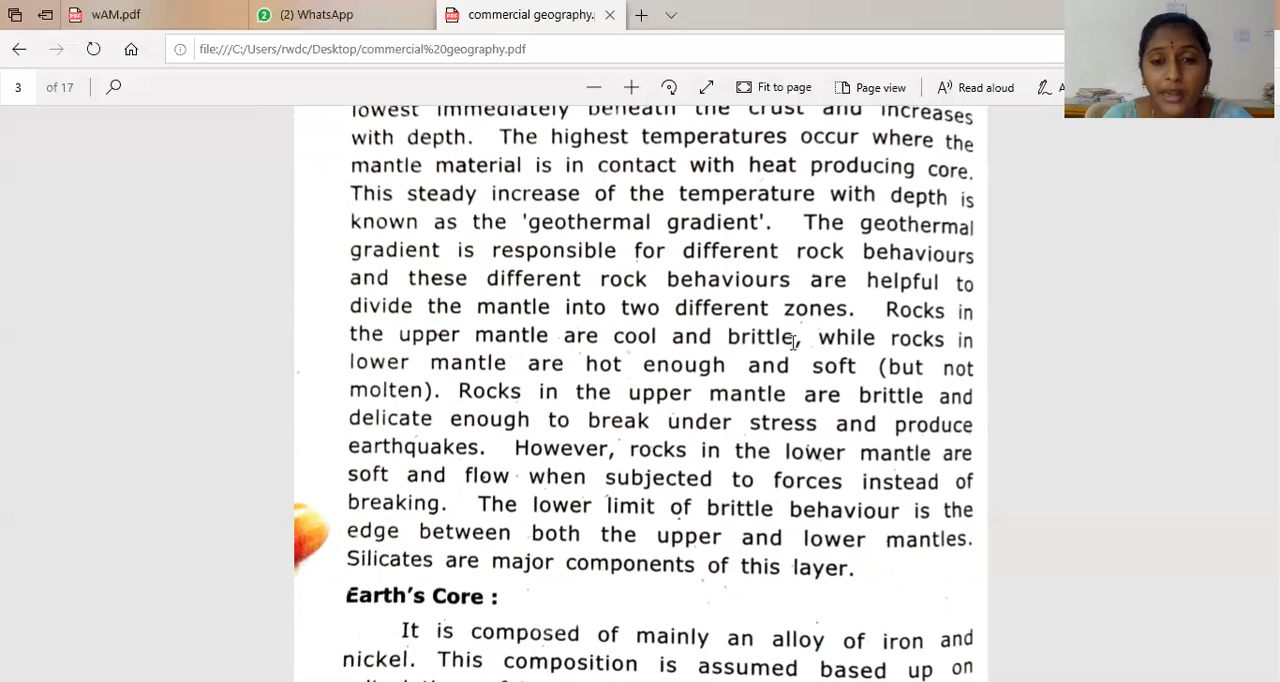 wAM.pdf
2 (2) WhatsApp
commercial geography.
file:///C:/Users/rwdc/Desktop/commercial%20geography.pdf
3 of 17
Fit to page
Page view
Read aloud
lowest immediately beneath the crust and increases
with depth. The highest temperatures occur where the
mantle material is in contact with heat producing core.
This steady increase of the temperature with depth is
known as the 'geothermal gradient'. The geothermal
gradient is responsible for different rock behaviours
and these different rock behaviours are helpful to
divide the mantle into two different zones. Rocks in
the upper mantle are cool and brittle, while rocks in
lower mantle are hot enough and soft (but not
molten). Rocks in the upper mantle are brittle and
delicate enough to break under stress and produce
earthquakes. However, rocks in the lower mantle are
soft and flow when subjected to forces instead of
breaking. The lower limit of brittle behaviour is the
edge between both the upper and lower mantles.
Silicates are major components of this layer.
Earth's Core :
It is composed of mainly an alloy of iron and
nickel. This composition is assumed based up on